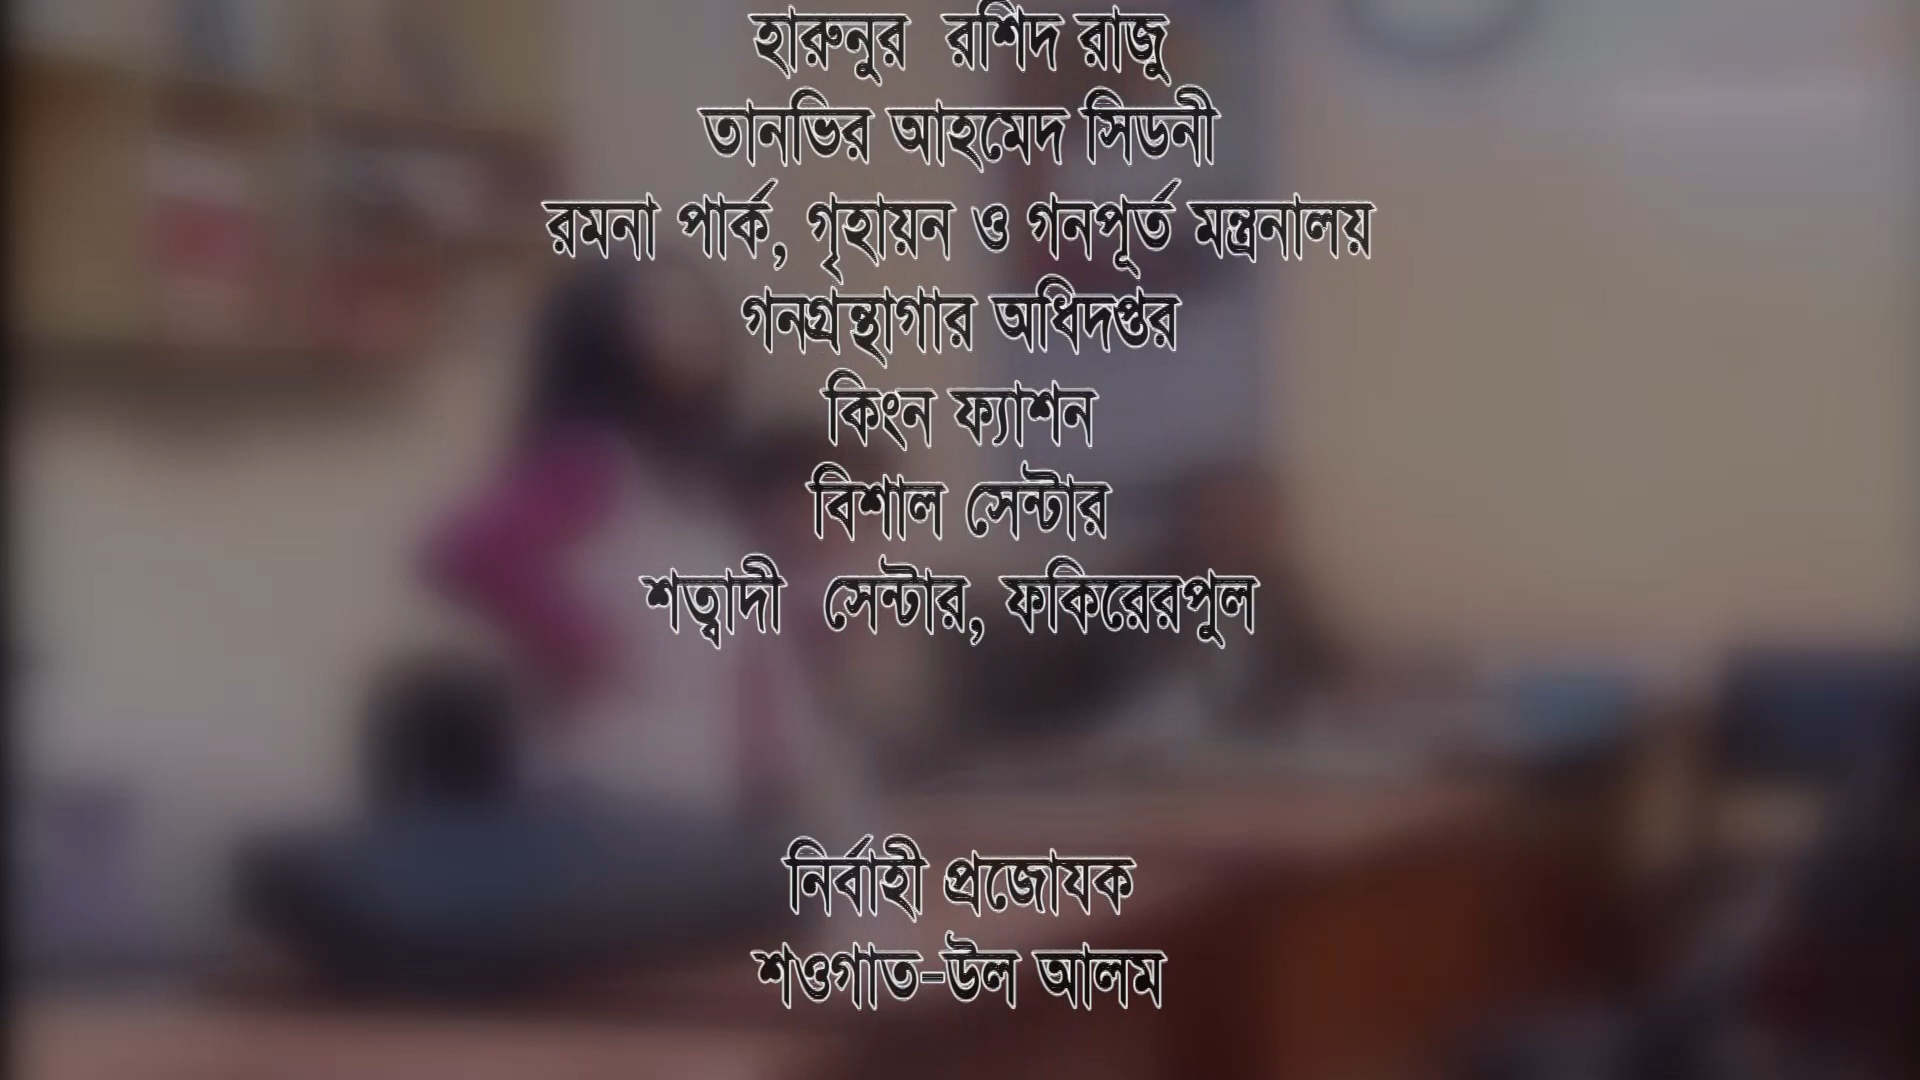 হারুনুর রশিদ রাজু
তানভির আহমেদ সিডনী
রমনা পার্ক, গৃহায়ন ও গনপূর্ত মন্ত্রনালয়
গনগ্রন্থাগার অধিদপ্তর
কিংন ফ্যাশন
বিশাল সেন্টার
শত্বাদী সেন্টার, ফকিরেরপুল
নির্বাহী প্রজোযক
শওগাত-উল আলম